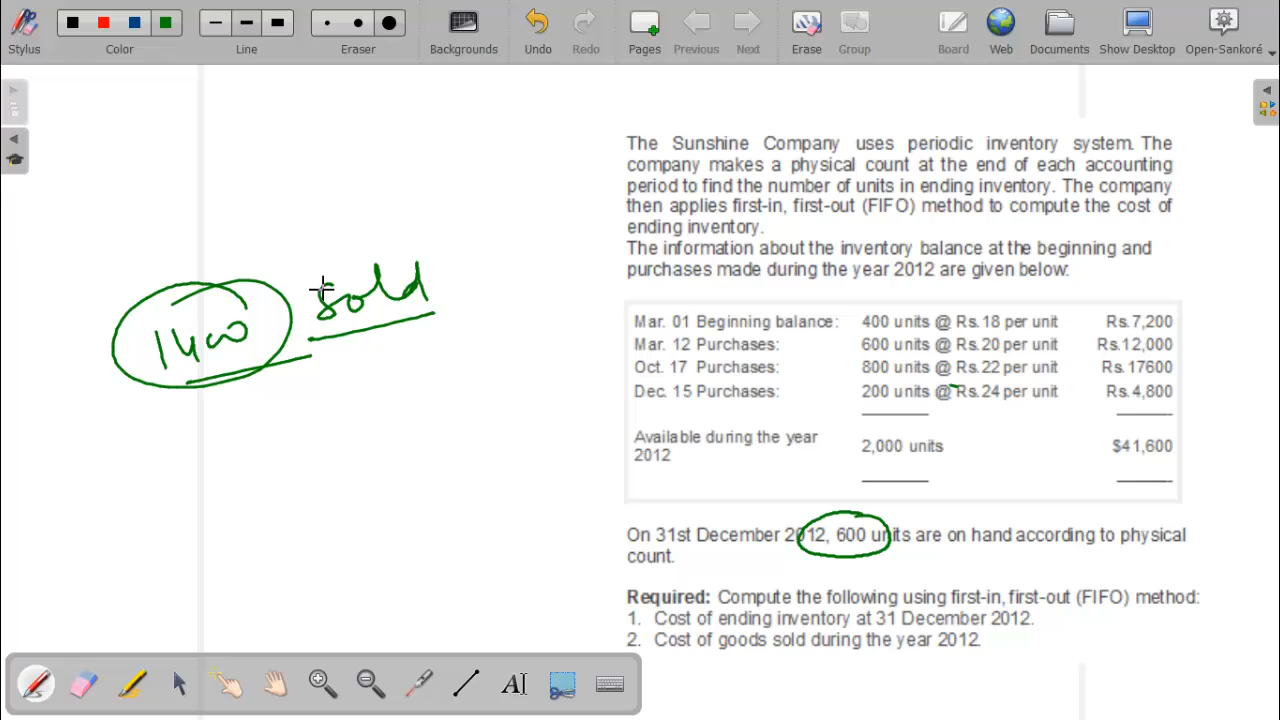 Stylus
Color
Line
Eraser
Backgrounds
Undo
Redo
Pages
Previous
Next
Erase
Group
Board
Web
Documents
Show Desktop
Open-Sankoré
The Sunshine Company uses periodic inventory system. The
company makes a physical count at the end of each accounting
period to find the number of units in ending inventory. The company
then applies first-in, first-out (FIFO) method to compute the cost of
ending inventory.
The information about the inventory balance at the beginning and
purchases made during the year 2012 are given below:
1400 sold
Mar. 01 Beginning balance: 400 units @ Rs.18 per unit Rs.7,200
Mar. 12 Purchases: 600 units @ Rs.20 per unit Rs.12,000
Oct. 17 Purchases: 800 units @ Rs.22 per unit Rs.17600
Dec. 15 Purchases: 200 units @ Rs.24 per unit Rs.4,800
Available during the year
2012 2,000 units $41,600
On 31st December 2012, 600 units are on hand according to physical
count.
Required: Compute the following using first-in, first-out (FIFO) method:
1. Cost of ending inventory at 31 December 2012.
2. Cost of goods sold during the year 2012.
AI